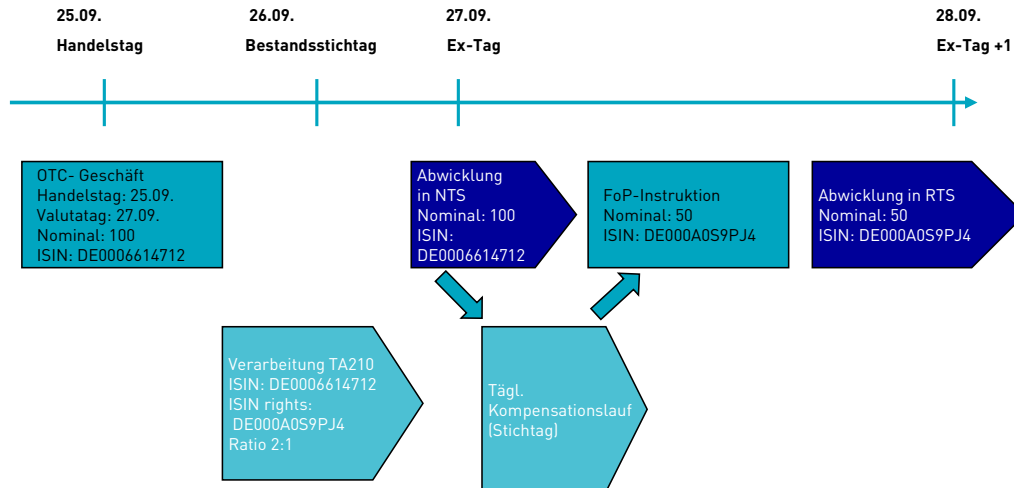 25.09.
Handelstag
26.09.
Bestandsstichtag
27.09.
Ex-Tag
28.09.
Ex-Tag +1
OTC- Geschäft
Handelstag: 25.09.
Valutatag: 27.09.
Nominal: 100
ISIN: DE0006614712
Abwicklung
in NTS
Nominal: 100
ISIN:
DE0006614712
FoP-Instruktion
Nominal: 50
ISIN: DE000A0S9PJ4
Abwicklung in RTS
Nominal: 50
ISIN: DE000A0S9PJ4
Verarbeitung TA210
ISIN: DE0006614712
ISIN rights:
DE000A0S9PJ4
Ratio 2:1
Tägl.
Kompensationslauf
(Stichtag)